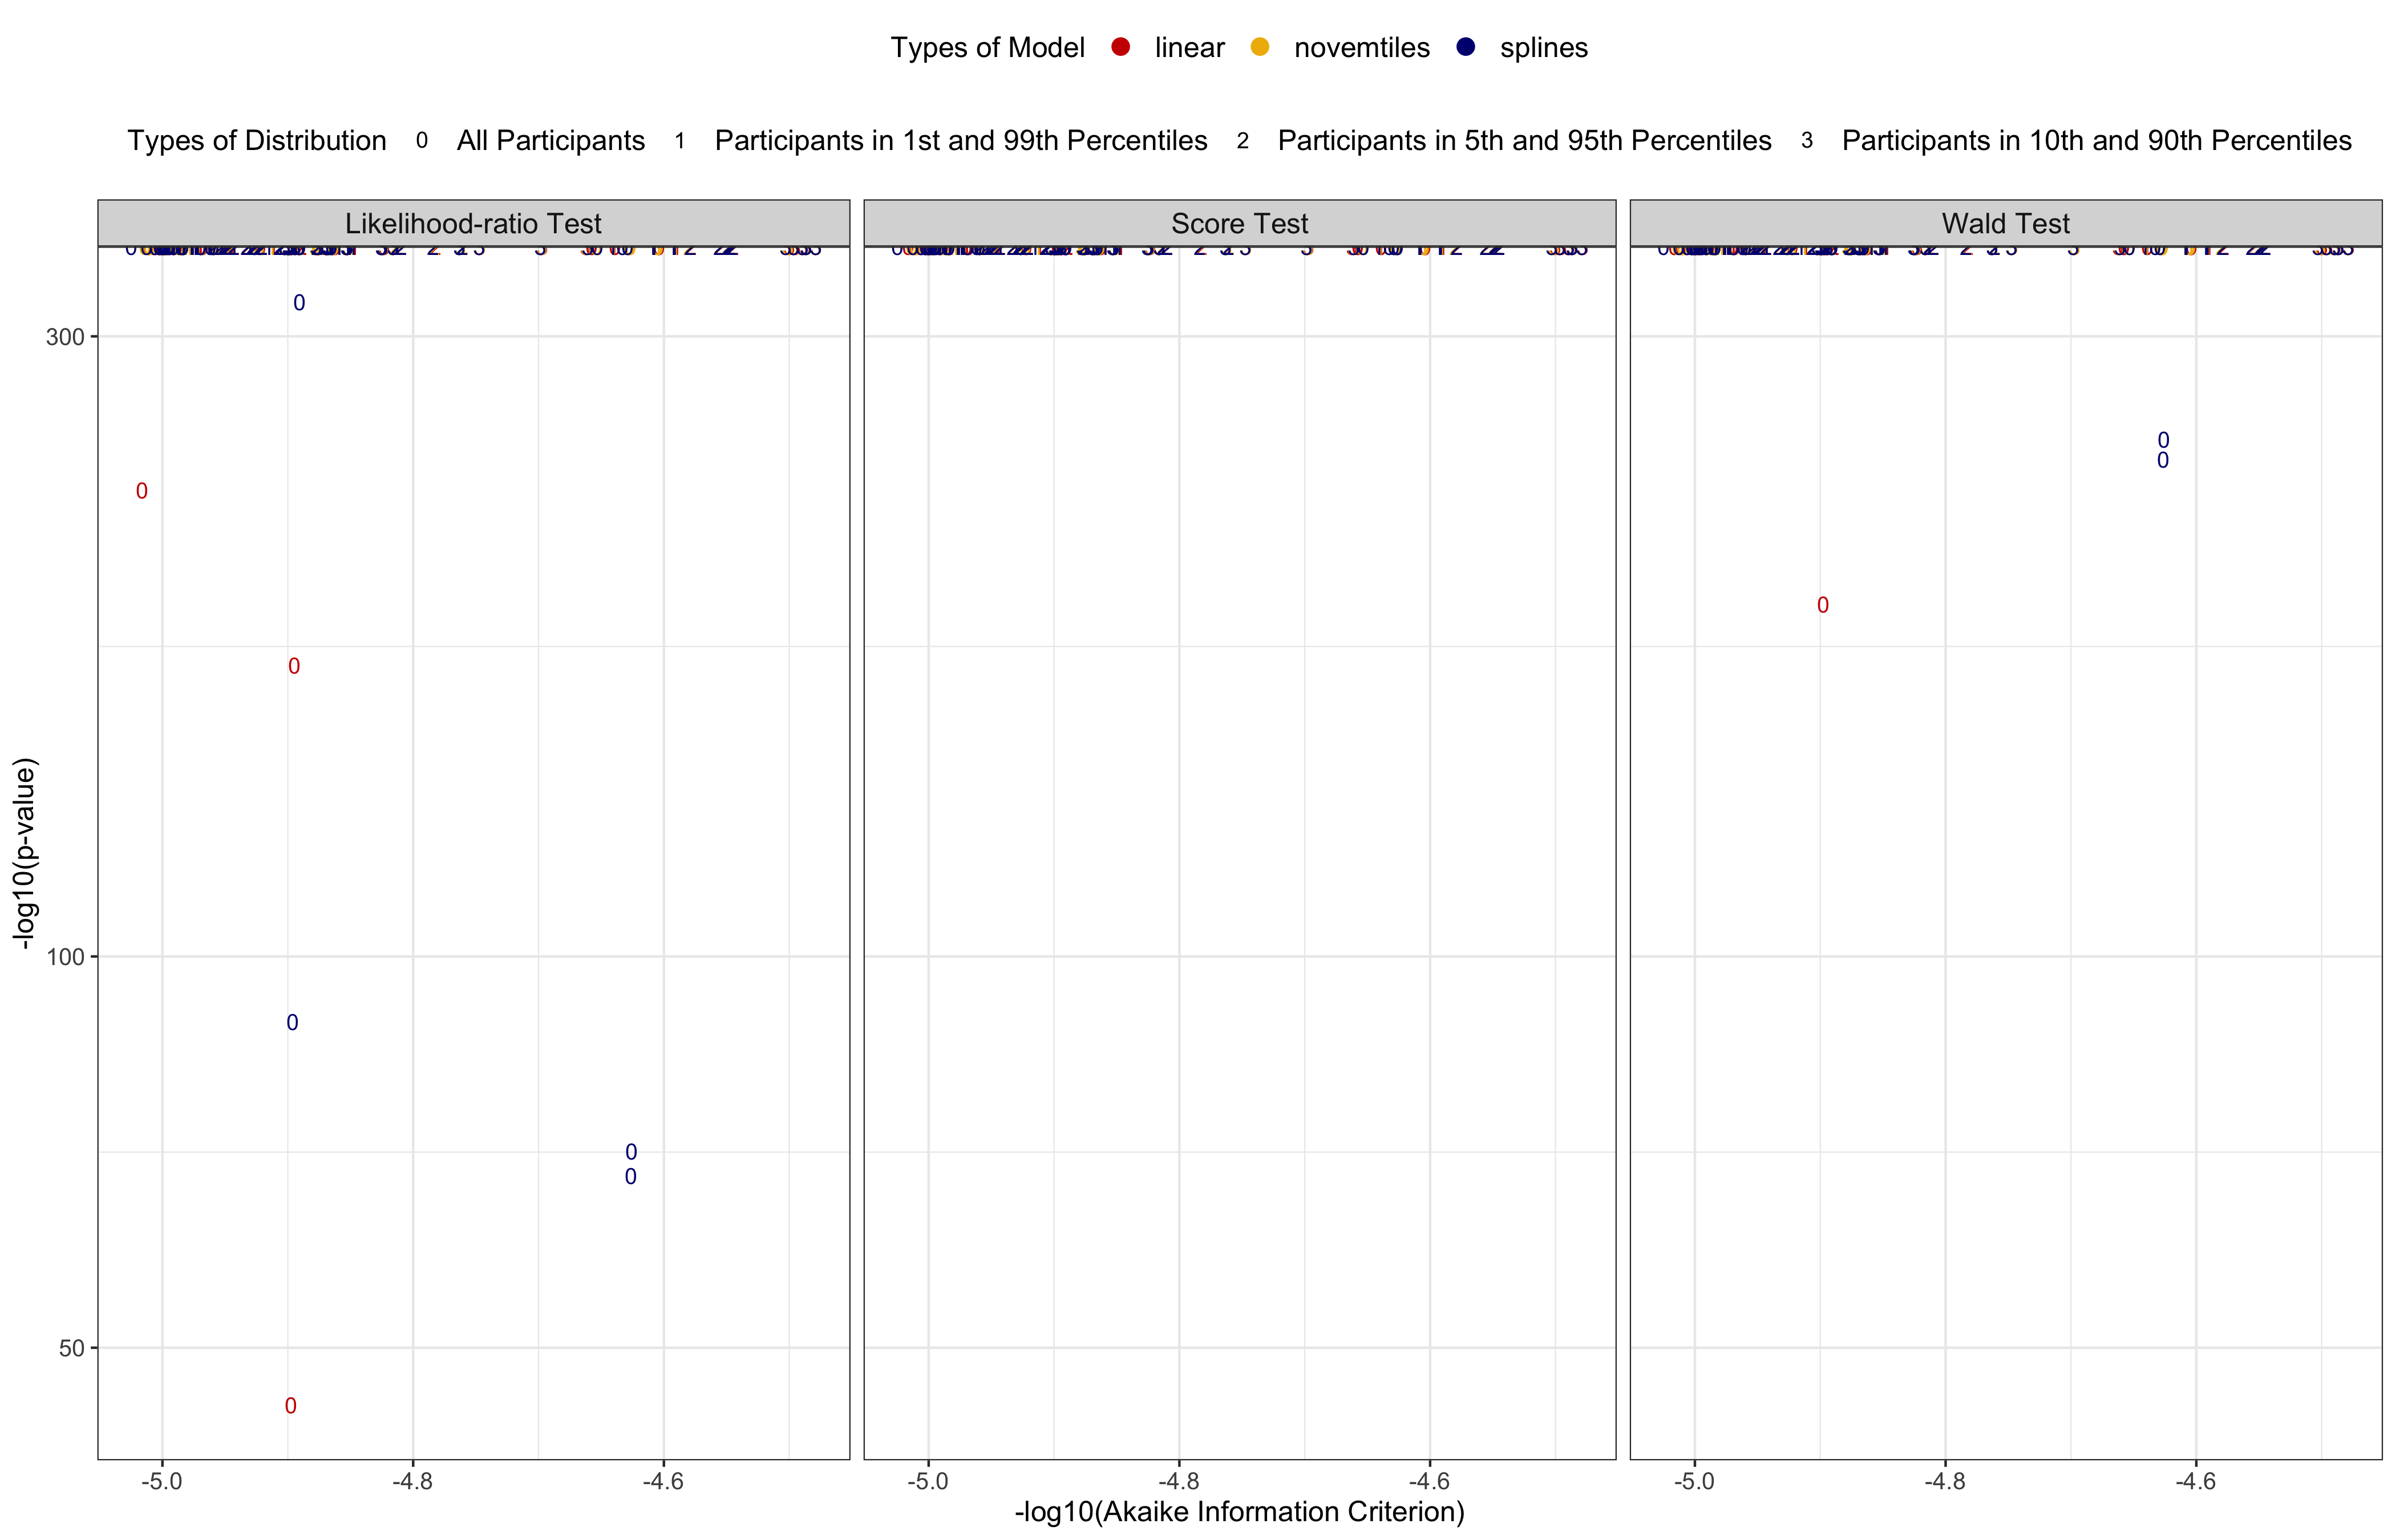 Types of Model linear novemtiles splines
Types of Distribution 0 All Participants 1 Participants in 1st and 99th Percentiles 2 Participants in 5th and 95th Percentiles 3 Participants in 10th and 90th Percentiles
Likelihood-ratio Test Score Test Wald Test
0
300
0
0
0
0
0
0
-log10(p-value)
100
0
0
0
50
0
-5.0 -4.8 -4.6 -5.0 -4.8 -4.6 -5.0 -4.8 -4.6
-log10(Akaike Information Criterion)